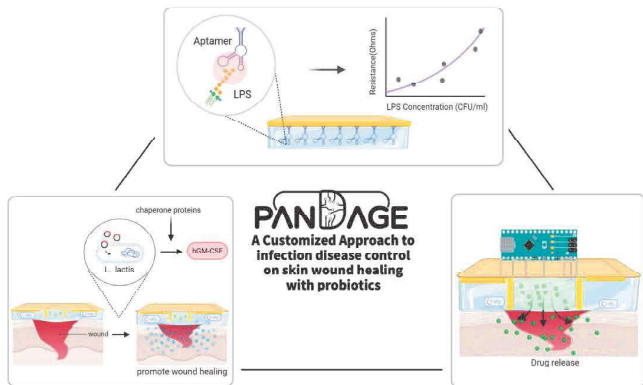 Aptamer
LPS
Resistance(Ohms)
LPS Concentration (CFU/ml)
PANDAGE
A Customized Approach to
infection disease control
on skin wound healing
with probiotics
chaperone proteins
hGM-CSF
L. lactis
wound
promote wound healing
Drug release